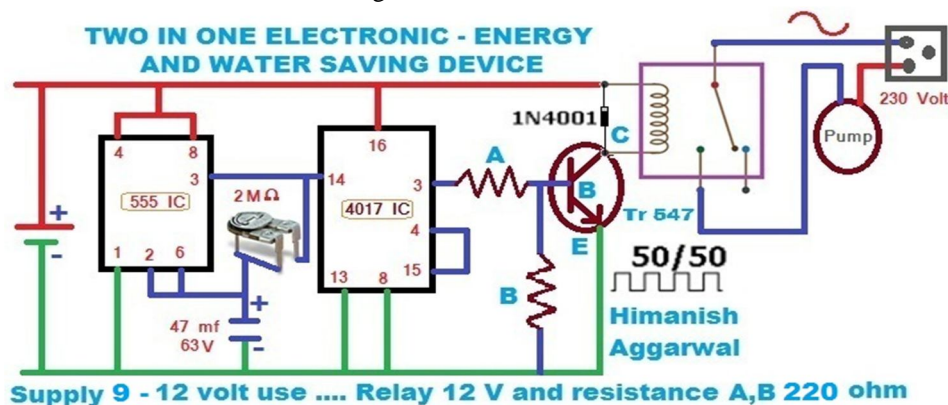 TWO IN ONE ELECTRONIC - ENERGY
AND WATER SAVING DEVICE
230 Volt
1N4001
C
Pump
4
8
16
A
3
14
3
B
555 IC
2 M Ω
4017 IC
Tr 547
4
E
1
2
6
13
8
15
50/50
+
-
+
-
B
47 mf
63 V
Himanish
Aggarwal
Supply 9 - 12 volt use .... Relay 12 V and resistance A,B 220 ohm